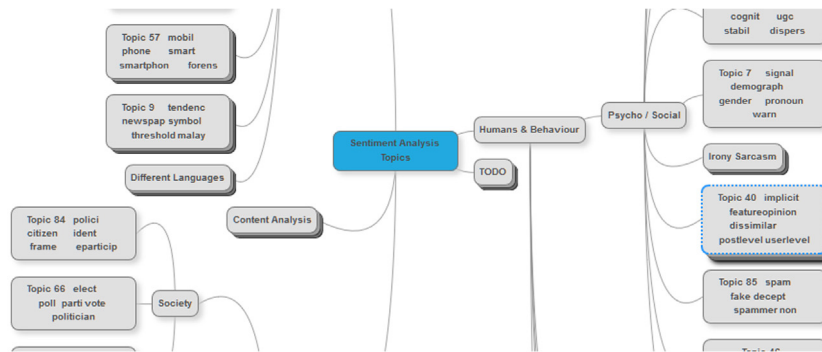 Topic 57 mobil
phone smart
smartphon forens
Topic 9 tendenc
newspap symbol
threshold malay
Different Languages
Content Analysis
Topic 84 polici
citizen ident
frame eparticip
Topic 66 elect
poll parti vote
politician
Society
Sentiment Analysis
Topics
Humans & Behaviour
TODO
Psycho / Social
cognit ugc
stabil dispers
Topic 7 signal
demograph
gender pronoun
warn
Irony Sarcasm
Topic 40 implicit
featureopinion
dissimilar
postlevel userlevel
Topic 85 spam
fake decept
spammer non